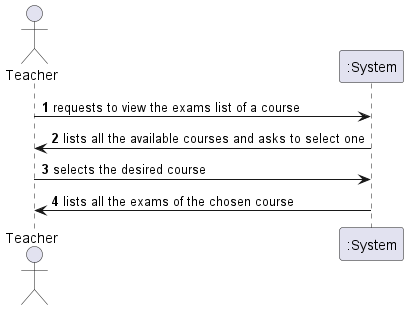 Teacher
:System
1 requests to view the exams list of a course
2 lists all the available courses and asks to select one
3 selects the desired course
4 lists all the exams of the chosen course
Teacher
:System